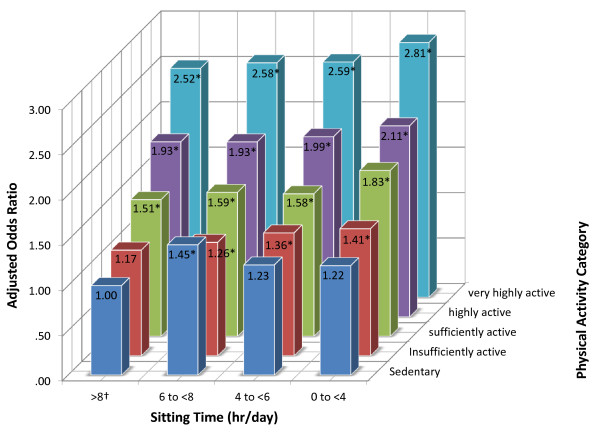 3.00
2.50
2.00
1.50
1.00
.50
.00
Adjusted Odds Ratio
2.52* 2.58* 2.59* 2.81*
1.93* 1.93* 1.99* 2.11*
1.51* 1.59* 1.58* 1.83*
1.17 1.26* 1.36* 1.41*
1.00 1.45* 1.23 1.22
very highly active
highly active
sufficiently active
Insufficiently active
Sedentary
Physical Activity Category
>8† 6 to <8 4 to <6 0 to <4
Sitting Time (hr/day)